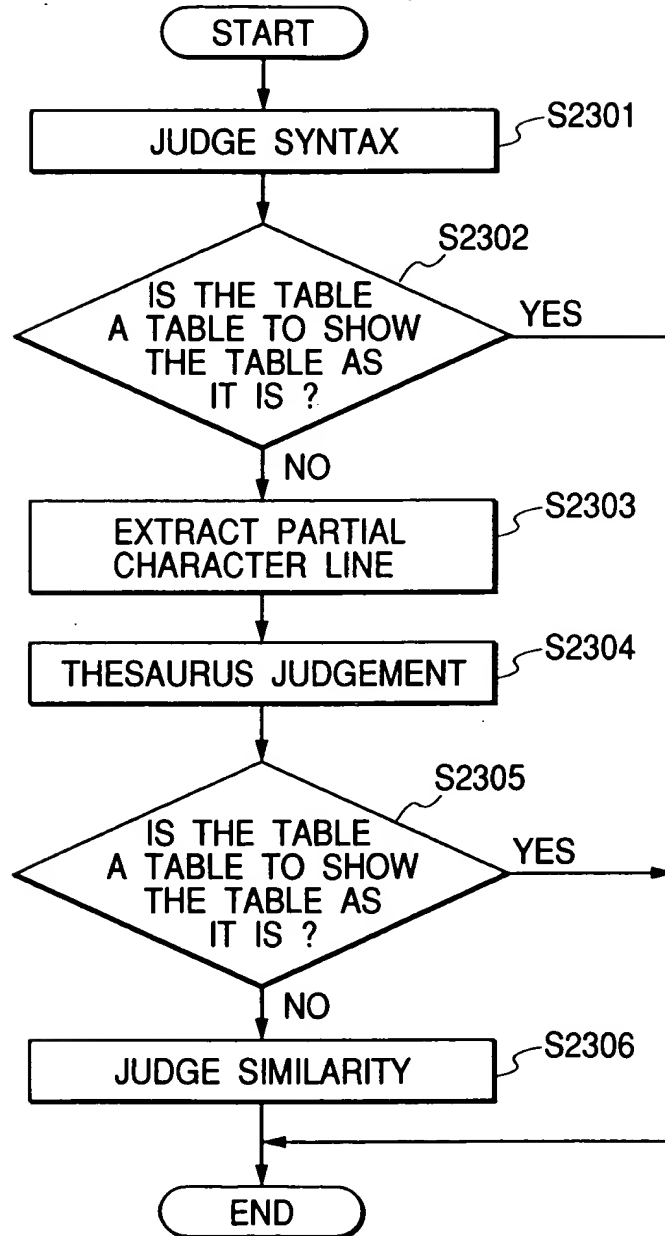 START
S2301
JUDGE SYNTAX
S2302
IS THE TABLE
A TABLE TO SHOW
THE TABLE AS
IT IS ?
YES
NO
S2303
EXTRACT PARTIAL
CHARACTER LINE
S2304
THESAURUS JUDGEMENT
S2305
IS THE TABLE
A TABLE TO SHOW
THE TABLE AS
IT IS ?
YES
NO
S2306
JUDGE SIMILARITY
END